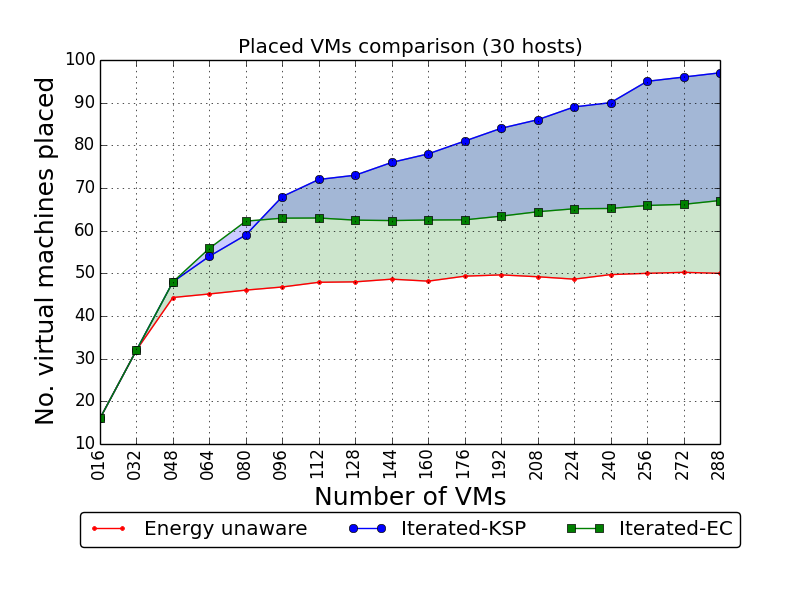 Placed VMs comparison (30 hosts)
No. virtual machines placed
100
90
80
70
60
50
40
30
20
10
016 032 048 064 080 096 112 128 144 160 176 192 208 224 240 256 272 288
Number of VMs
Energy unaware Iterated-KSP Iterated-EC